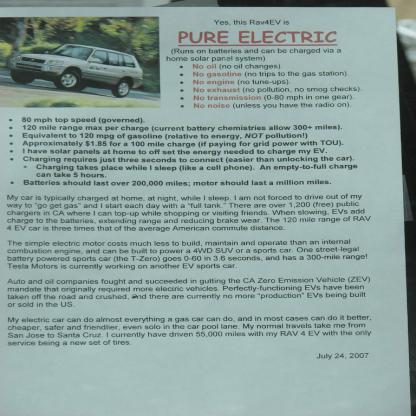 Yes, this Rav4EV is
PURE ELECTRIC
(Runs on batteries and can be charged via a
home solar panel system)
• No oil (no oil changes).
• No gasoline (no trips to the gas station).
• No engine (no tune-ups).
• No exhaust (no pollution, no smog checks).
• No transmission (0-80 mph in one gear).
• No noise (unless you have the radio on).
• 80 mph top speed (governed).
• 120 mile range max per charge (current battery chemistries allow 300+ miles).
• Equivalent to 120 mpg of gasoline (relative to energy, NOT pollution!)
• Approximately $1.85 for a 100 mile charge (if paying for grid power with TOU).
• I have solar panels at home to off set the energy needed to charge my EV.
• Charging requires just three seconds to connect (easier than unlocking the car).
• Charging takes place while I sleep (like a cell phone). An empty-to-full charge
can take 5 hours.
• Batteries should last over 200,000 miles; motor should last a million miles.
My car is typically charged at home, at night, while I sleep. I am not forced to drive out of my
way to "go get gas" and I start each day with a "full tank." There are over 1,200 (free) public
chargers in CA where I can top-up while shopping or visiting friends. When slowing, EVs add
charge to the batteries, extending range and reducing brake wear. The 120 mile range of RAV
4 EV car is three times that of the average American commute distance.
The simple electric motor costs much less to build, maintain and operate than an internal
combustion engine, and can be built to power a 4WD SUV or a sports car. One street-legal
battery powered sports car (the T-Zero) goes 0-60 in 3.6 seconds, and has a 300-mile range!
Tesla Motors is currently working on another EV sports car.
Auto and oil companies fought and succeeded in gutting the CA Zero Emission Vehicle (ZEV)
mandate that originally required more electric vehicles. Perfectly-functioning EVs have been
taken off the road and crushed, and there are currently no more "production" EVs being built
or sold in the US.
My electric car can do almost everything a gas car can do, and in most cases can do it better,
cheaper, safer and friendlier, even solo in the car pool lane. My normal travels take me from
San Jose to Santa Cruz. I currently have driven 55,000 miles with my RAV 4 EV with the only
service being a new set of tires.
July 24, 2007